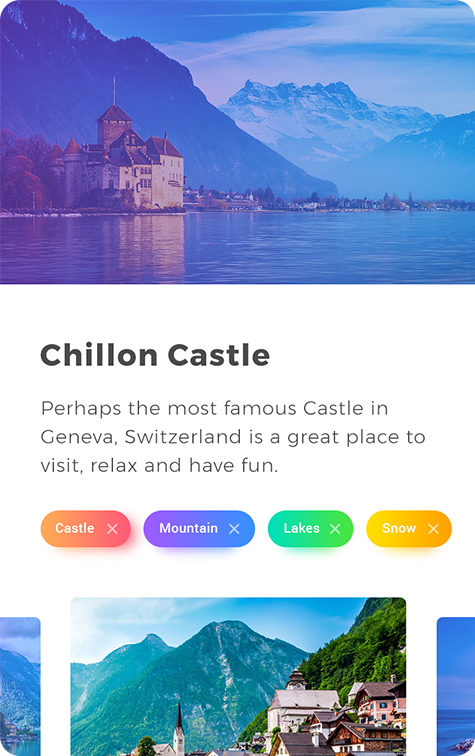 Chillon Castle
Perhaps the most famous Castle in
Geneva, Switzerland is a great place to
visit, relax and have fun.
Castle Mountain Lakes Snow